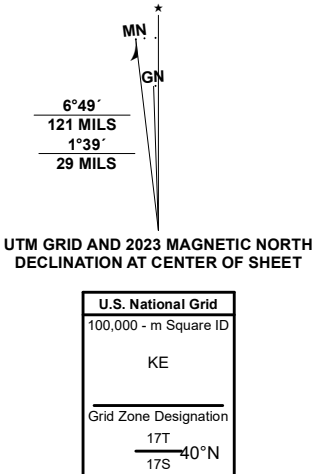 ★
MN
GN
6°49´
121 MILS
1°39´
29 MILS
UTM GRID AND 2023 MAGNETIC NORTH
DECLINATION AT CENTER OF SHEET
U.S. National Grid
100,000 - m Square ID
KE
Grid Zone Designation
17T
40°N
17S